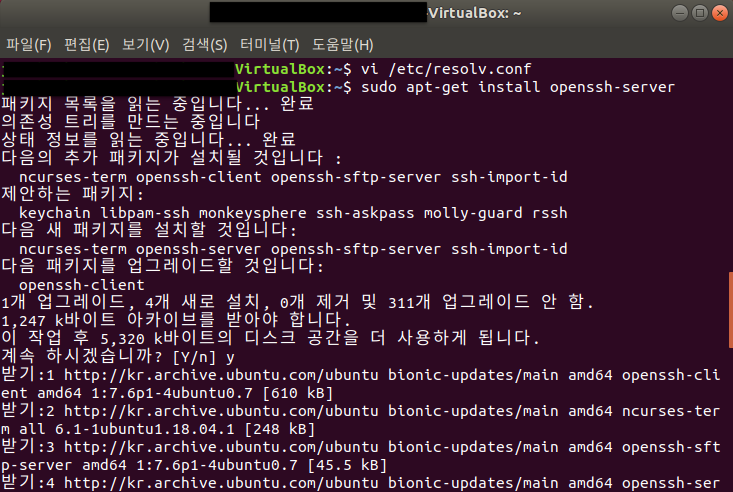 -VirtualBox: ~
파일(F) 편집(E) 보기(V) 검색(S) 터미널(T) 도움말(H)
VirtualBox:~$ vi /etc/resolv.conf
VirtualBox:~$ sudo apt-get install openssh-server
패키지 목록을 읽는 중입니다... 완료
의존성 트리를 만드는 중입니다
상태 정보를 읽는 중입니다... 완료
다음의 추가 패키지가 설치될 것입니다 :
ncurses-term openssh-client openssh-sftp-server ssh-import-id
제안하는 패키지:
keychain libpam-ssh monkeysphere ssh-askpass molly-guard rssh
다음 새 패키지를 설치할 것입니다:
ncurses-term openssh-server openssh-sftp-server ssh-import-id
다음 패키지를 업그레이드할 것입니다:
openssh-client
1개 업그레이드, 4개 새로 설치, 0개 제거 및 311개 업그레이드 안 함.
1,247 k바이트 아카이브를 받아야 합니다.
이 작업 후 5,320 k바이트의 디스크 공간을 더 사용하게 됩니다.
계속 하시겠습니까? [Y/n] y
받기:1 http://kr.archive.ubuntu.com/ubuntu bionic-updates/main amd64 openssh-cli
ent amd64 1:7.6p1-4ubuntu0.7 [610 kB]
받기:2 http://kr.archive.ubuntu.com/ubuntu bionic-updates/main amd64 ncurses-ter
m all 6.1-1ubuntu1.18.04.1 [248 kB]
받기:3 http://kr.archive.ubuntu.com/ubuntu bionic-updates/main amd64 openssh-sft
p-server amd64 1:7.6p1-4ubuntu0.7 [45.5 kB]
받기:4 http://kr.archive.ubuntu.com/ubuntu bionic-updates/main amd64 openssh-ser